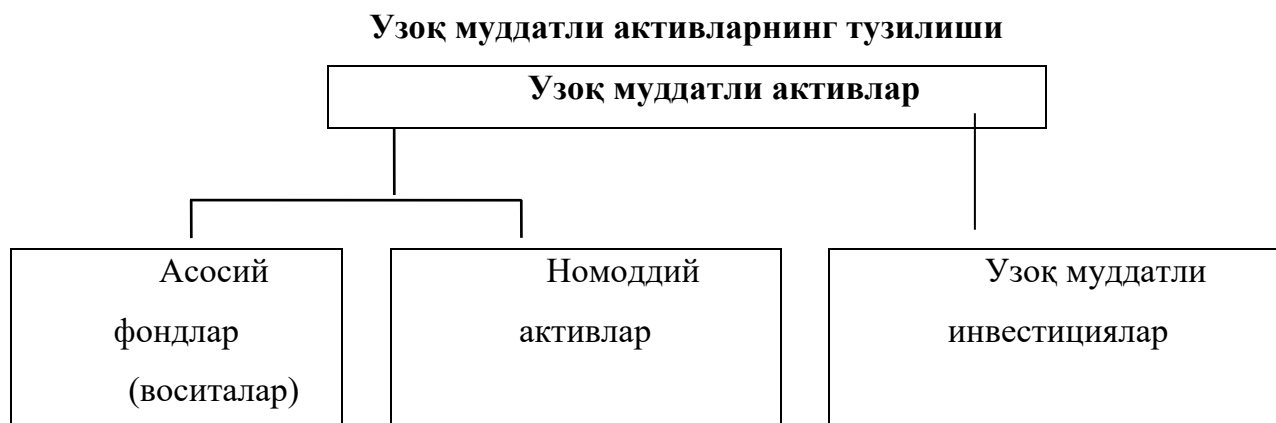 Узоқ муддатли активларнинг тузилиши
Узоқ муддатли активлар
Асосий
фондлар
(воситалар)
Номоддий
активлар
Узоқ муддатли
инвестициялар